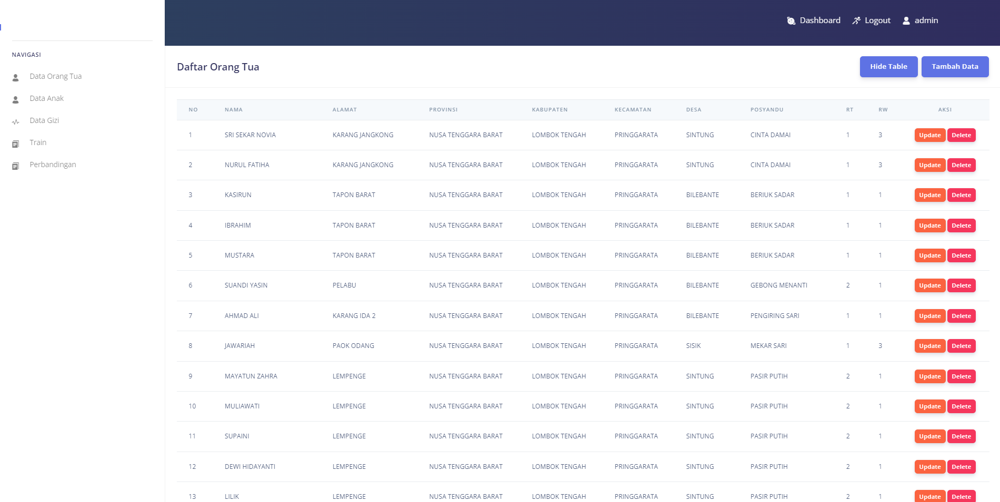 Dashboard Logout admin
NAVIGASI
Data Orang Tua
Data Anak
Data Gizi
Train
Perbandingan
Daftar Orang Tua
Hide Table Tambah Data
NO NAMA ALAMAT PROVINSI KABUPATEN KECAMATAN DESA POSYANDU RT RW AKSI
1 SRI SEKAR NOVIA KARANG JANGKONG NUSA TENGGARA BARAT LOMBOK TENGAH PRINGGARATA SINTUNG CINTA DAMAI 1 3 Update Delete
2 NURUL FATIHA KARANG JANGKONG NUSA TENGGARA BARAT LOMBOK TENGAH PRINGGARATA SINTUNG CINTA DAMAI 1 3 Update Delete
3 KASIRUN TAPON BARAT NUSA TENGGARA BARAT LOMBOK TENGAH PRINGGARATA BILEBANTE BERIUK SADAR 1 1 Update Delete
4 IBRAHIM TAPON BARAT NUSA TENGGARA BARAT LOMBOK TENGAH PRINGGARATA BILEBANTE BERIUK SADAR 1 1 Update Delete
5 MUSTARA TAPON BARAT NUSA TENGGARA BARAT LOMBOK TENGAH PRINGGARATA BILEBANTE BERIUK SADAR 1 1 Update Delete
6 SUANDI YASIN PELABU NUSA TENGGARA BARAT LOMBOK TENGAH PRINGGARATA BILEBANTE GEBONG MENANTI 2 1 Update Delete
7 AHMAD ALI KARANG IDA 2 NUSA TENGGARA BARAT LOMBOK TENGAH PRINGGARATA BILEBANTE PENGIRING SARI 1 1 Update Delete
8 JAWARIAH PAOK ODANG NUSA TENGGARA BARAT LOMBOK TENGAH PRINGGARATA SISIK MEKAR SARI 1 3 Update Delete
9 MAYATUN ZAHRA LEMPENGE NUSA TENGGARA BARAT LOMBOK TENGAH PRINGGARATA SINTUNG PASIR PUTIH 2 1 Update Delete
10 MULIAWATI LEMPENGE NUSA TENGGARA BARAT LOMBOK TENGAH PRINGGARATA SINTUNG PASIR PUTIH 2 1 Update Delete
11 SUPAINI LEMPENGE NUSA TENGGARA BARAT LOMBOK TENGAH PRINGGARATA SINTUNG PASIR PUTIH 2 1 Update Delete
12 DEWI HIDAYANTI LEMPENGE NUSA TENGGARA BARAT LOMBOK TENGAH PRINGGARATA SINTUNG PASIR PUTIH 2 1 Update Delete
13 LILIK LEMPENGE NUSA TENGGARA BARAT LOMBOK TENGAH PRINGGARATA SINTUNG PASIR PUTIH 2 1 Update Delete